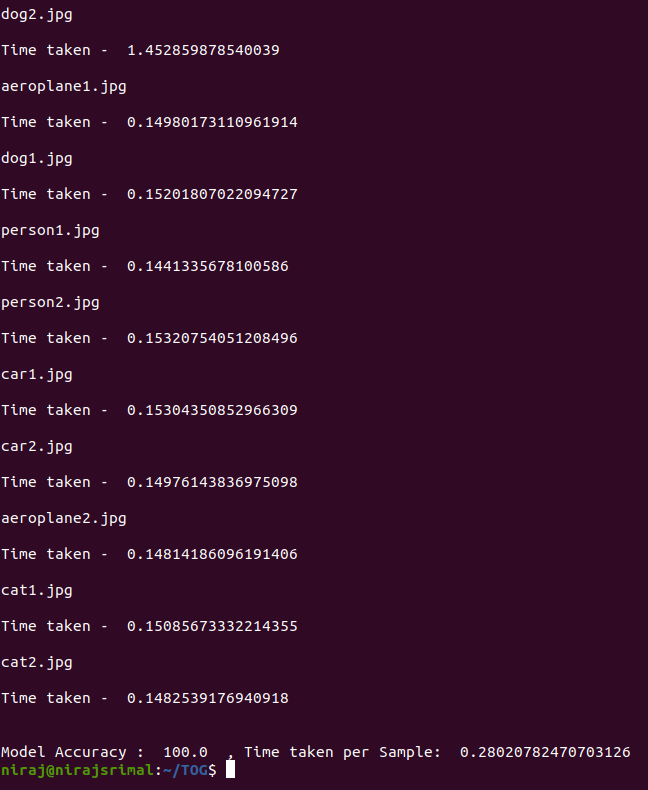 dog2.jpg
Time taken -  1.452859878540039
aeroplane1.jpg
Time taken -  0.14980173110961914
dog1.jpg
Time taken -  0.15201807022094727
person1.jpg
Time taken -  0.1441335678100586
person2.jpg
Time taken -  0.15320754051208496
car1.jpg
Time taken -  0.15304350852966309
car2.jpg
Time taken -  0.14976143836975098
aeroplane2.jpg
Time taken -  0.14814186096191406
cat1.jpg
Time taken -  0.15085673332214355
cat2.jpg
Time taken -  0.1482539176940918
Model Accuracy :  100.0  , Time taken per Sample:  0.28020782470703126
niraj@nirajsrimal:~/TOG$